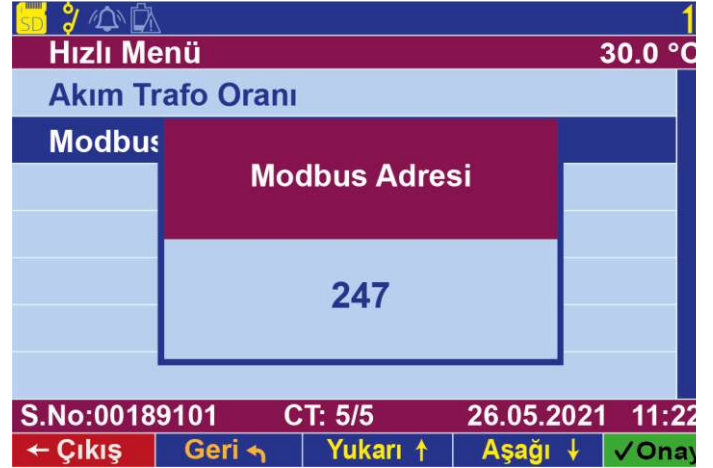 SD 1
Hızlı Menü 30.0 °C
Akım Trafo Oranı
Modbus
Modbus Adresi
247
S.No:00189101 CT: 5/5 26.05.2021 11:22
← Çıkış Geri ↰ Yukarı ↑ Aşağı ↓ ✓Onay